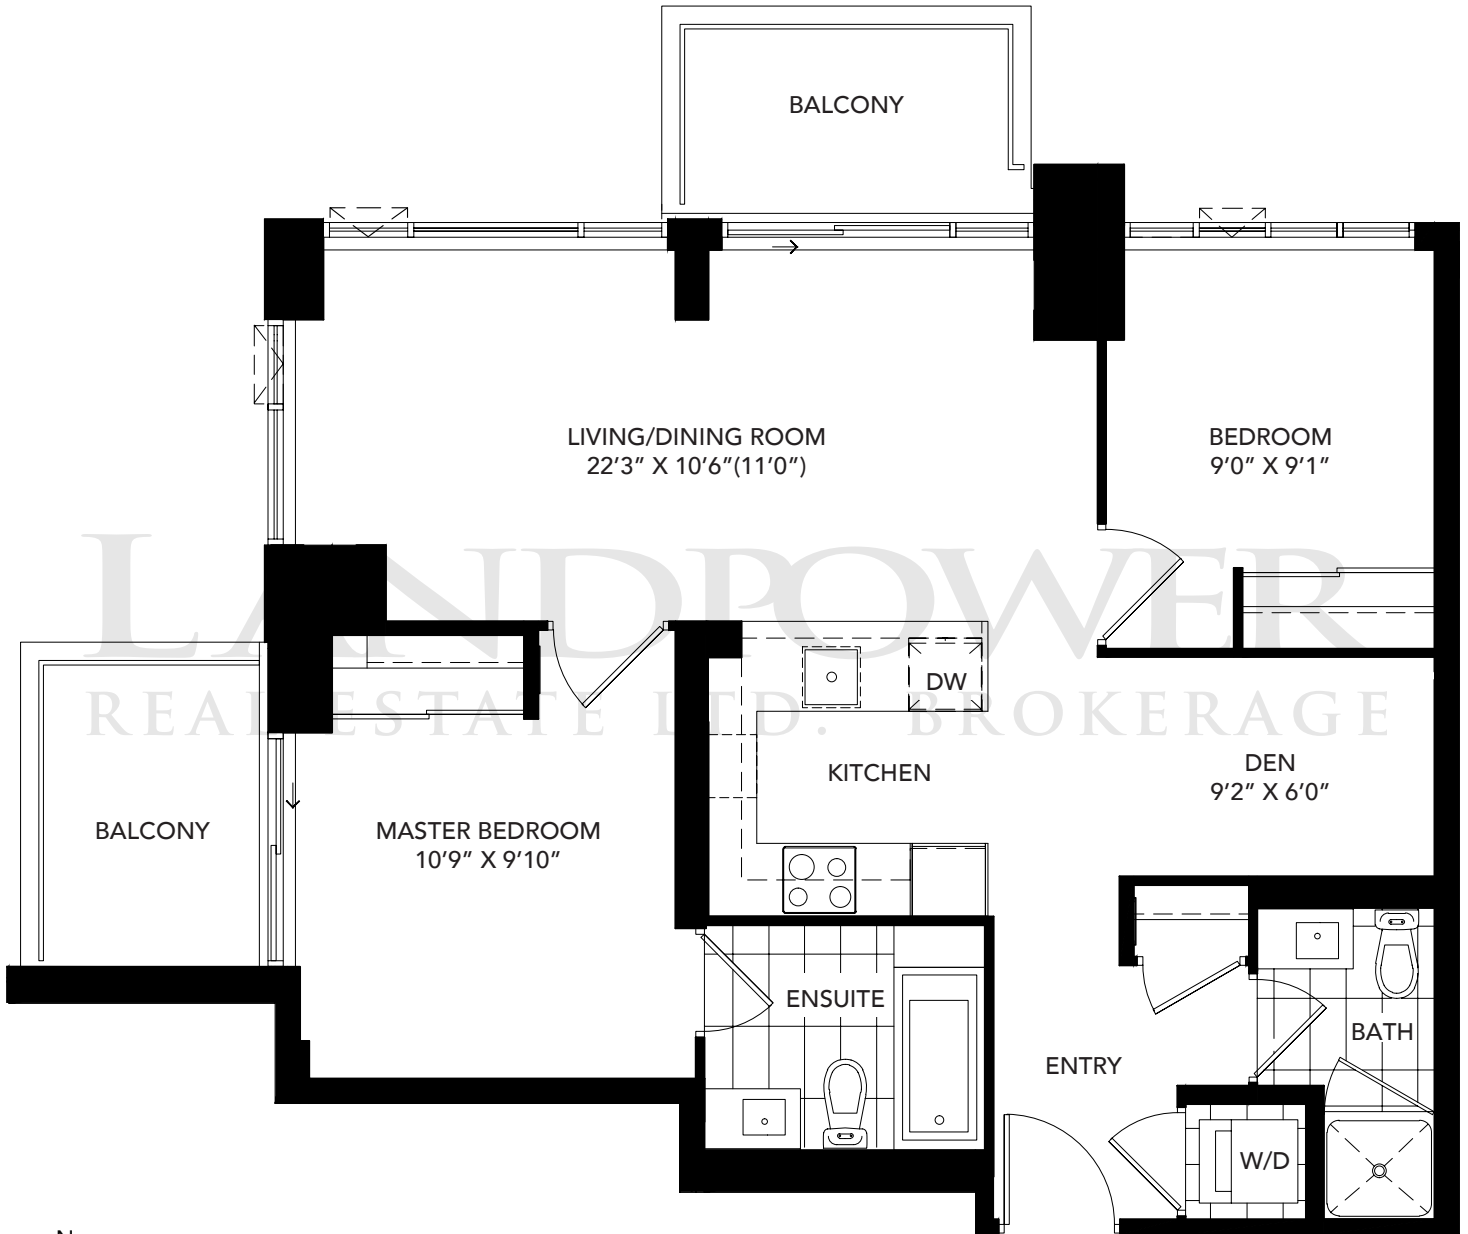 BALCONY
LIVING/DINING ROOM
22'3" X 10'6"(11'0")
BEDROOM
9'0" X 9'1"
LANDPOWER
REAL ESTATE LTD. BROKERAGE
DW
KITCHEN
DEN
9'2" X 6'0"
BALCONY
MASTER BEDROOM
10'9" X 9'10"
ENSUITE
BATH
ENTRY
W/D
N